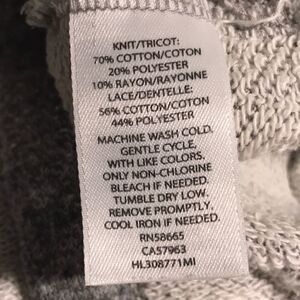 KNIT/TRICOT:
70% COTTON/COTON
20% POLYESTER
10% RAYON/RAYONNE
LACE/DENTELLE:
56% COTTON/COTON
44% POLYESTER
MACHINE WASH COLD,
GENTLE CYCLE,
WITH LIKE COLORS.
ONLY NON-CHLORINE
BLEACH IF NEEDED.
TUMBLE DRY LOW.
REMOVE PROMPTLY.
COOL IRON IF NEEDED.
RN58665
CA57963
HL308771MI